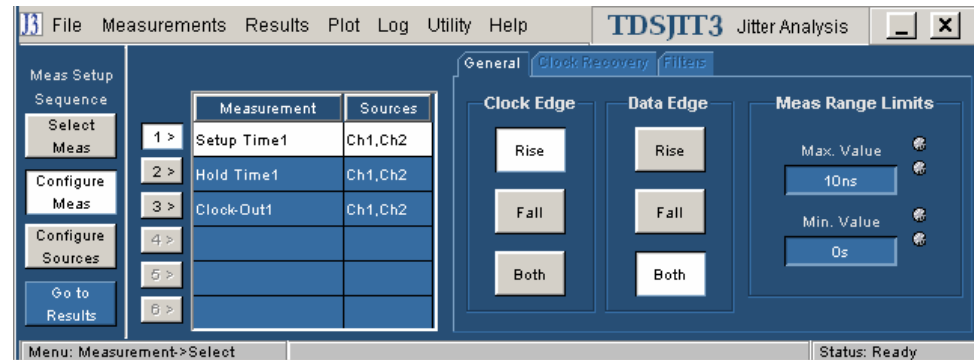 J3 File Measurements Results Plot Log Utility Help TDSJIT3 Jitter Analysis
Meas Setup
Sequence
Select
Meas
Configure
Meas
Configure
Sources
Go to
Results
Measurement Sources
1 > Setup Time1 Ch1,Ch2
2 > Hold Time1 Ch1,Ch2
3 > Clock-Out1 Ch1,Ch2
4 >
5 >
6 >
General Clock Recovery Filters
Clock Edge
Rise
Fall
Both
Data Edge
Rise
Fall
Both
Meas Range Limits
Max. Value
10ns
Min. Value
0s
Menu: Measurement->Select Status: Ready